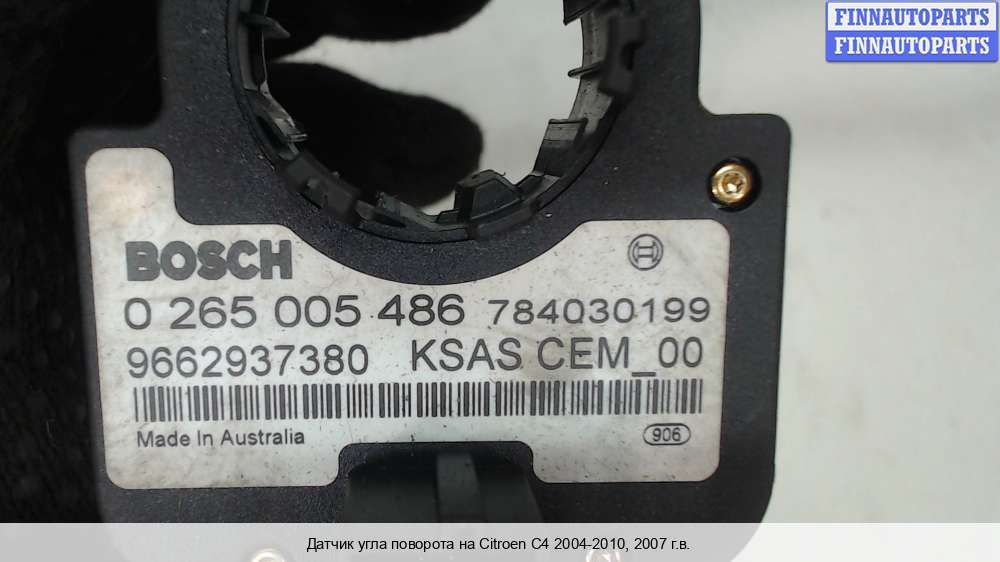 FINNAUTOPARTS
FINNAUTOPARTS
BOSCH
0 265 005 486 784030199
9662937380 KSAS CEM_00
Made In Australia 906
Датчик угла поворота на Citroen C4 2004-2010, 2007 г.в.